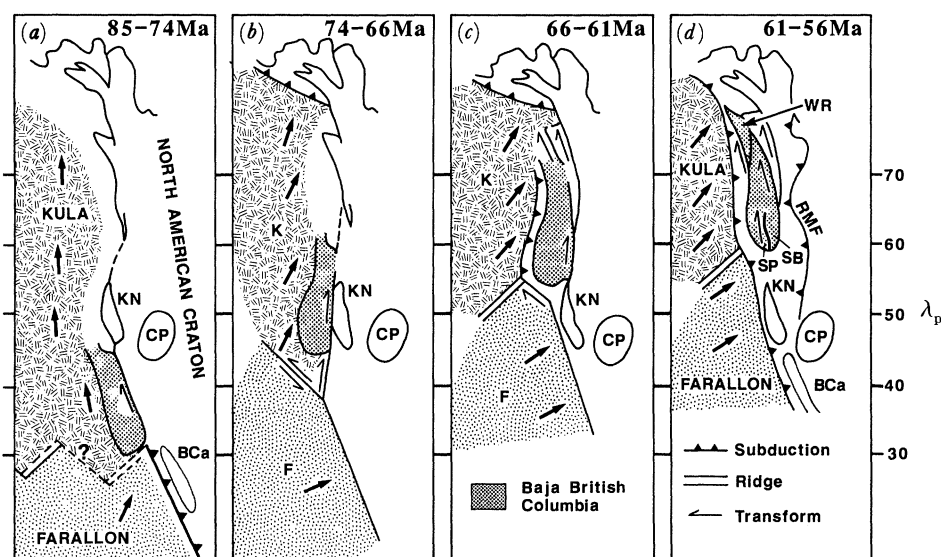 (a) 85–74Ma
NORTH AMERICAN CRATON
KULA
KN
CP
?
BCa
FARALLON
(b) 74–66Ma
K
KN
CP
F
(c) 66–61Ma
K
KN
CP
F
Baja British
Columbia
(d) 61–56Ma
WR
KULA
RMF
SP
SB
KN
CP
FARALLON
BCa
Subduction
Ridge
Transform
70
60
50
λp
40
30